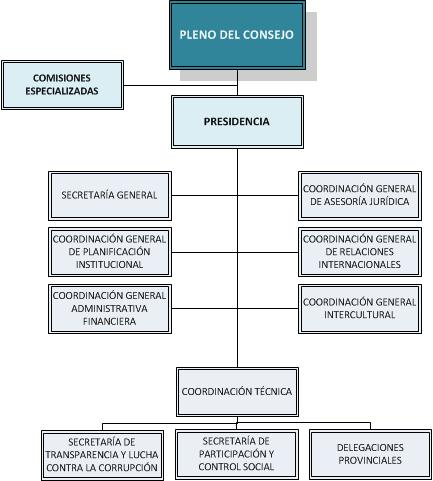 PLENO DEL CONSEJO
COMISIONES
ESPECIALIZADAS
PRESIDENCIA
SECRETARÍA GENERAL
COORDINACIÓN GENERAL
DE ASESORÍA JURÍDICA
COORDINACIÓN GENERAL
DE PLANIFICACIÓN
INSTITUCIONAL
COORDINACIÓN GENERAL
DE RELACIONES
INTERNACIONALES
COORDINACIÓN GENERAL
ADMINISTRATIVA
FINANCIERA
COORDINACIÓN GENERAL
INTERCULTURAL
COORDINACIÓN TÉCNICA
SECRETARÍA DE
TRANSPARENCIA Y LUCHA
CONTRA LA CORRUPCIÓN
SECRETARÍA DE
PARTICIPACIÓN Y
CONTROL SOCIAL
DELEGACIONES
PROVINCIALES